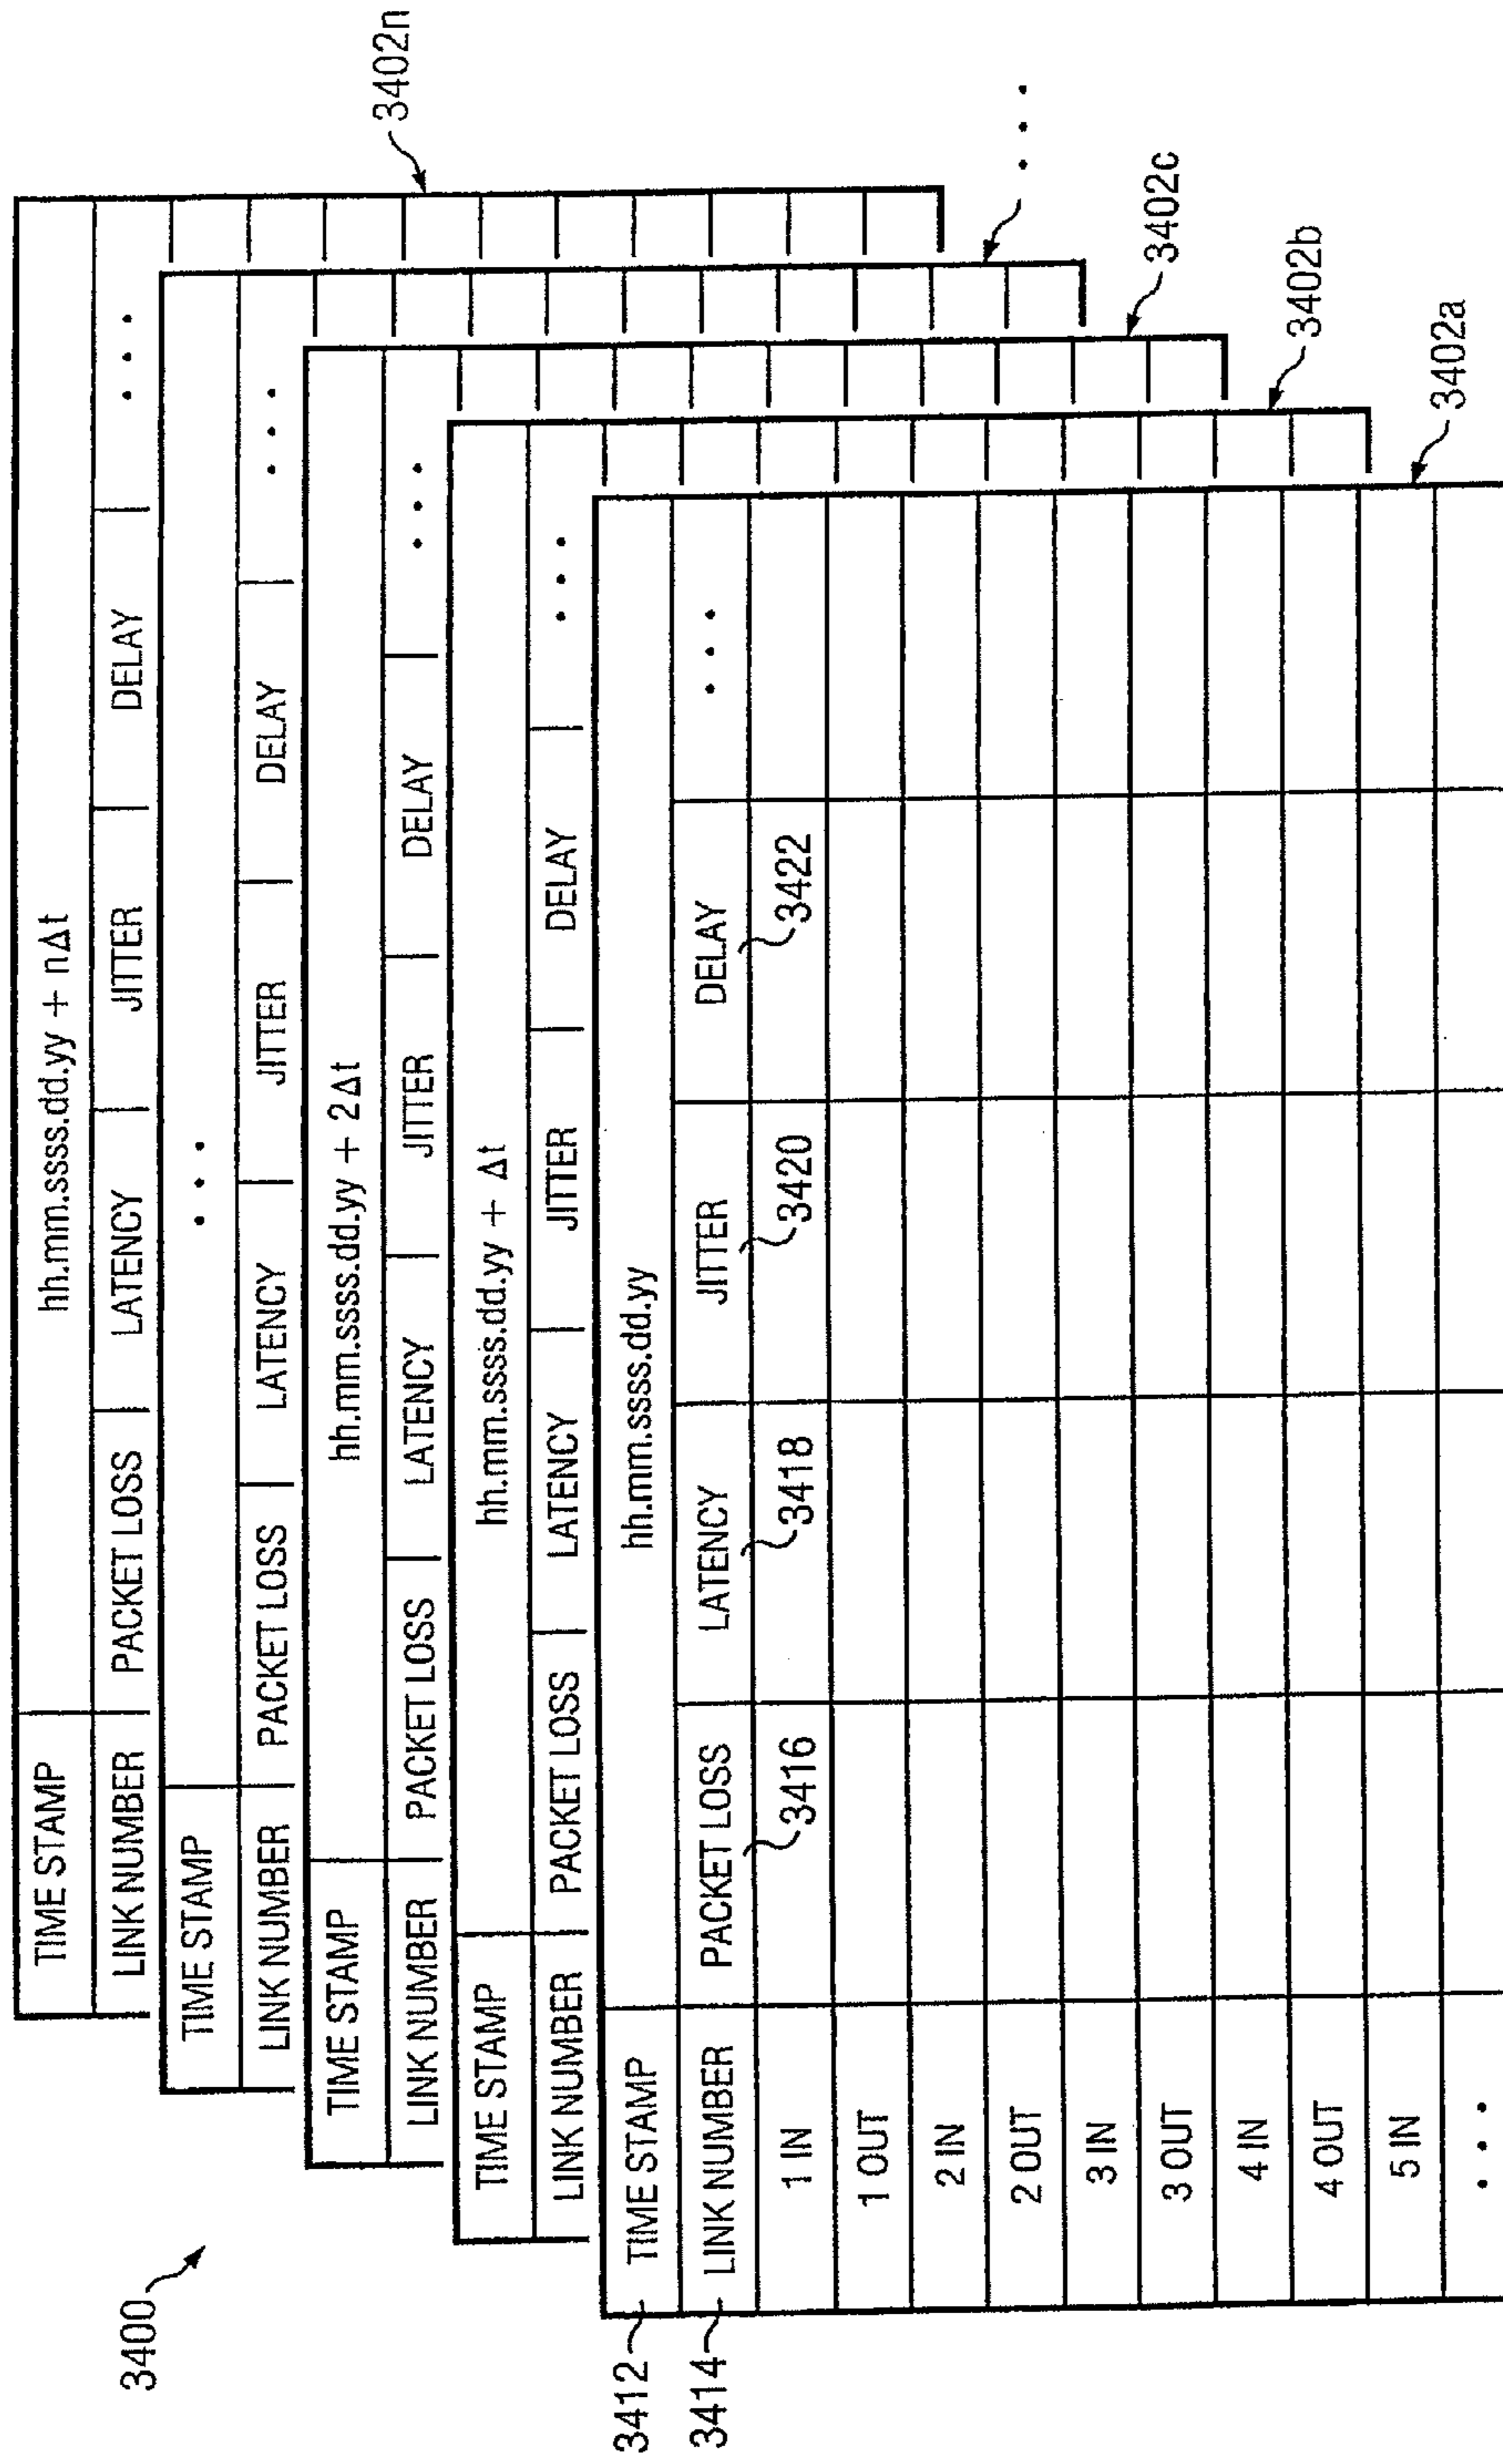 3400
TIME STAMP hh.mm.ssss.dd.yy + nΔt
LINK NUMBER PACKET LOSS LATENCY JITTER DELAY • • •
3402n
TIME STAMP • • •
LINK NUMBER PACKET LOSS LATENCY JITTER DELAY • • •
• • •
TIME STAMP hh.mm.ssss.dd.yy + 2Δt
LINK NUMBER PACKET LOSS LATENCY JITTER DELAY • • •
3402c
TIME STAMP hh.mm.ssss.dd.yy + Δt
LINK NUMBER PACKET LOSS LATENCY JITTER DELAY • • •
3402b
3412 TIME STAMP hh.mm.ssss.dd.yy
3414 LINK NUMBER PACKET LOSS LATENCY JITTER DELAY • • •
1 IN 3416 3418 3420 3422
1 OUT
2 IN
2 OUT
3 IN
3 OUT
4 IN
4 OUT
5 IN
3402a
• • •